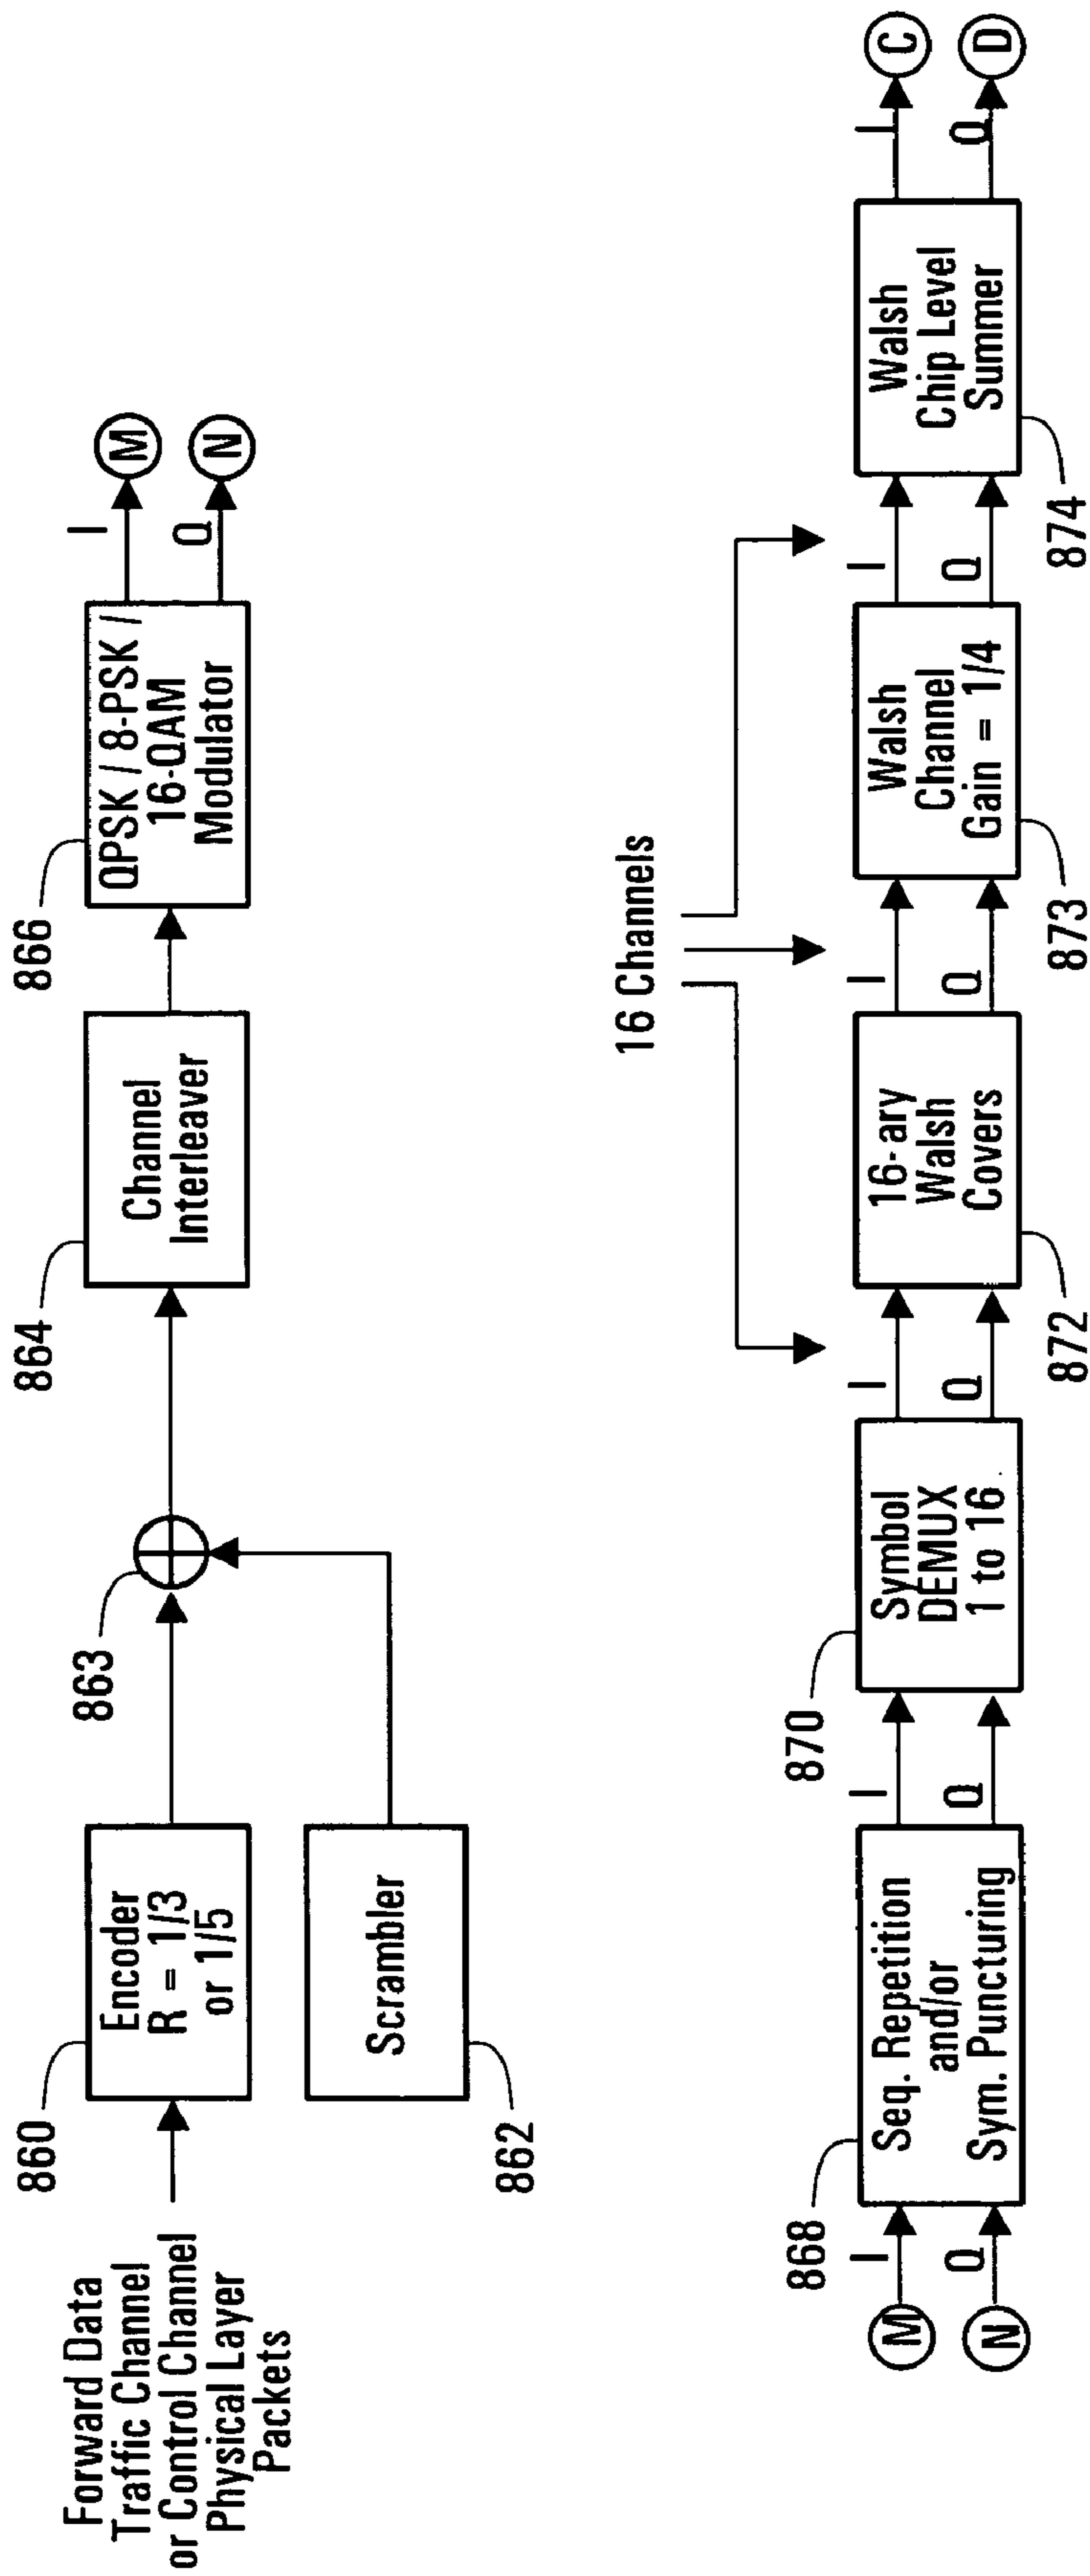 Forward Data
Traffic Channel
or Control Channel
Physical Layer
Packets
860
Encoder
R = 1/3
or 1/5
862
Scrambler
863
864
Channel
Interleaver
866
QPSK / 8-PSK /
16-QAM
Modulator
I
Q
M
N
M
N
I
Q
868
Seq. Repetition
and/or
Sym. Puncturing
I
Q
870
Symbol
DEMUX
1 to 16
I
Q
16 Channels
872
16-ary
Walsh
Covers
I
Q
873
Walsh
Channel
Gain = 1/4
I
Q
874
Walsh
Chip Level
Summer
I
Q
C
D